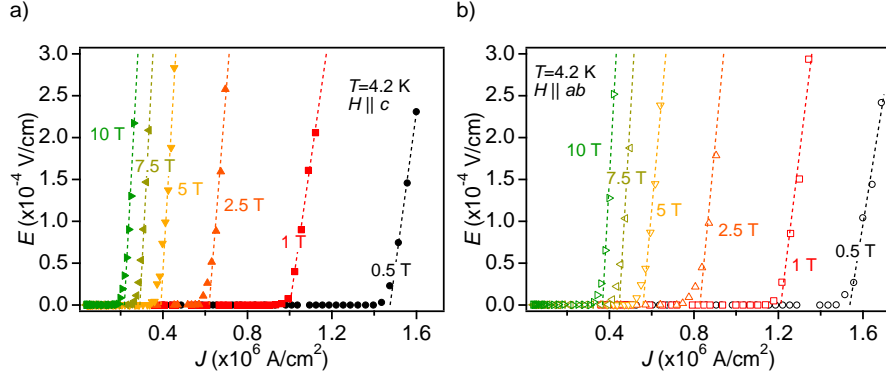 a)
3.0
2.5
2.0
1.5
1.0
0.5
0.0
E (x10⁻⁴ V/cm)
T=4.2 K
H || c
10 T
7.5 T
5 T
2.5 T
1 T
0.5 T
0.4
0.8
1.2
1.6
J (x10⁶ A/cm²)
b)
3.0
2.5
2.0
1.5
1.0
0.5
0.0
E (x10⁻⁴ V/cm)
T=4.2 K
H || ab
10 T
7.5 T
5 T
2.5 T
1 T
0.5 T
0.4
0.8
1.2
1.6
J (x10⁶ A/cm²)